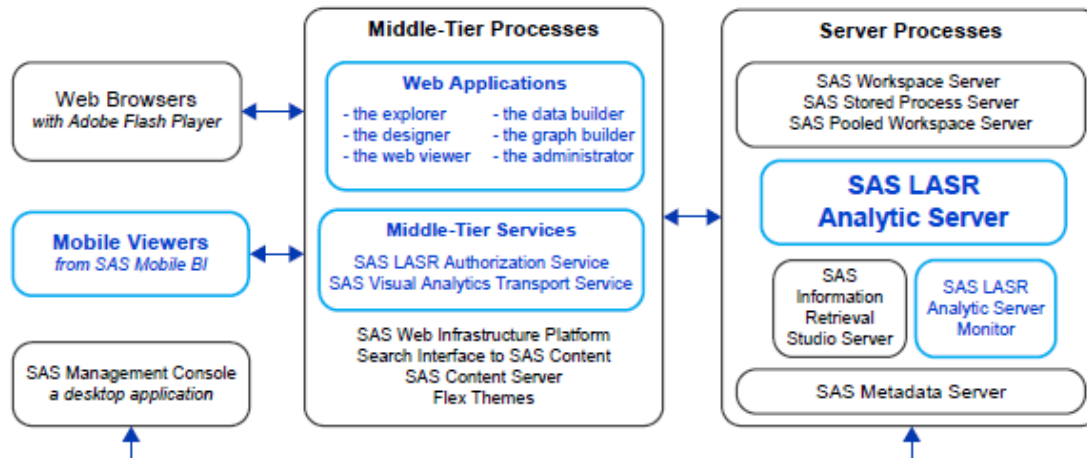 Web Browsers
with Adobe Flash Player
Mobile Viewers
from SAS Mobile BI
SAS Management Console
a desktop application
Middle-Tier Processes
Web Applications
- the explorer
- the designer
- the web viewer
- the data builder
- the graph builder
- the administrator
Middle-Tier Services
SAS LASR Authorization Service
SAS Visual Analytics Transport Service
SAS Web Infrastructure Platform
Search Interface to SAS Content
SAS Content Server
Flex Themes
Server Processes
SAS Workspace Server
SAS Stored Process Server
SAS Pooled Workspace Server
SAS LASR
Analytic Server
SAS
Information
Retrieval
Studio Server
SAS LASR
Analytic Server
Monitor
SAS Metadata Server